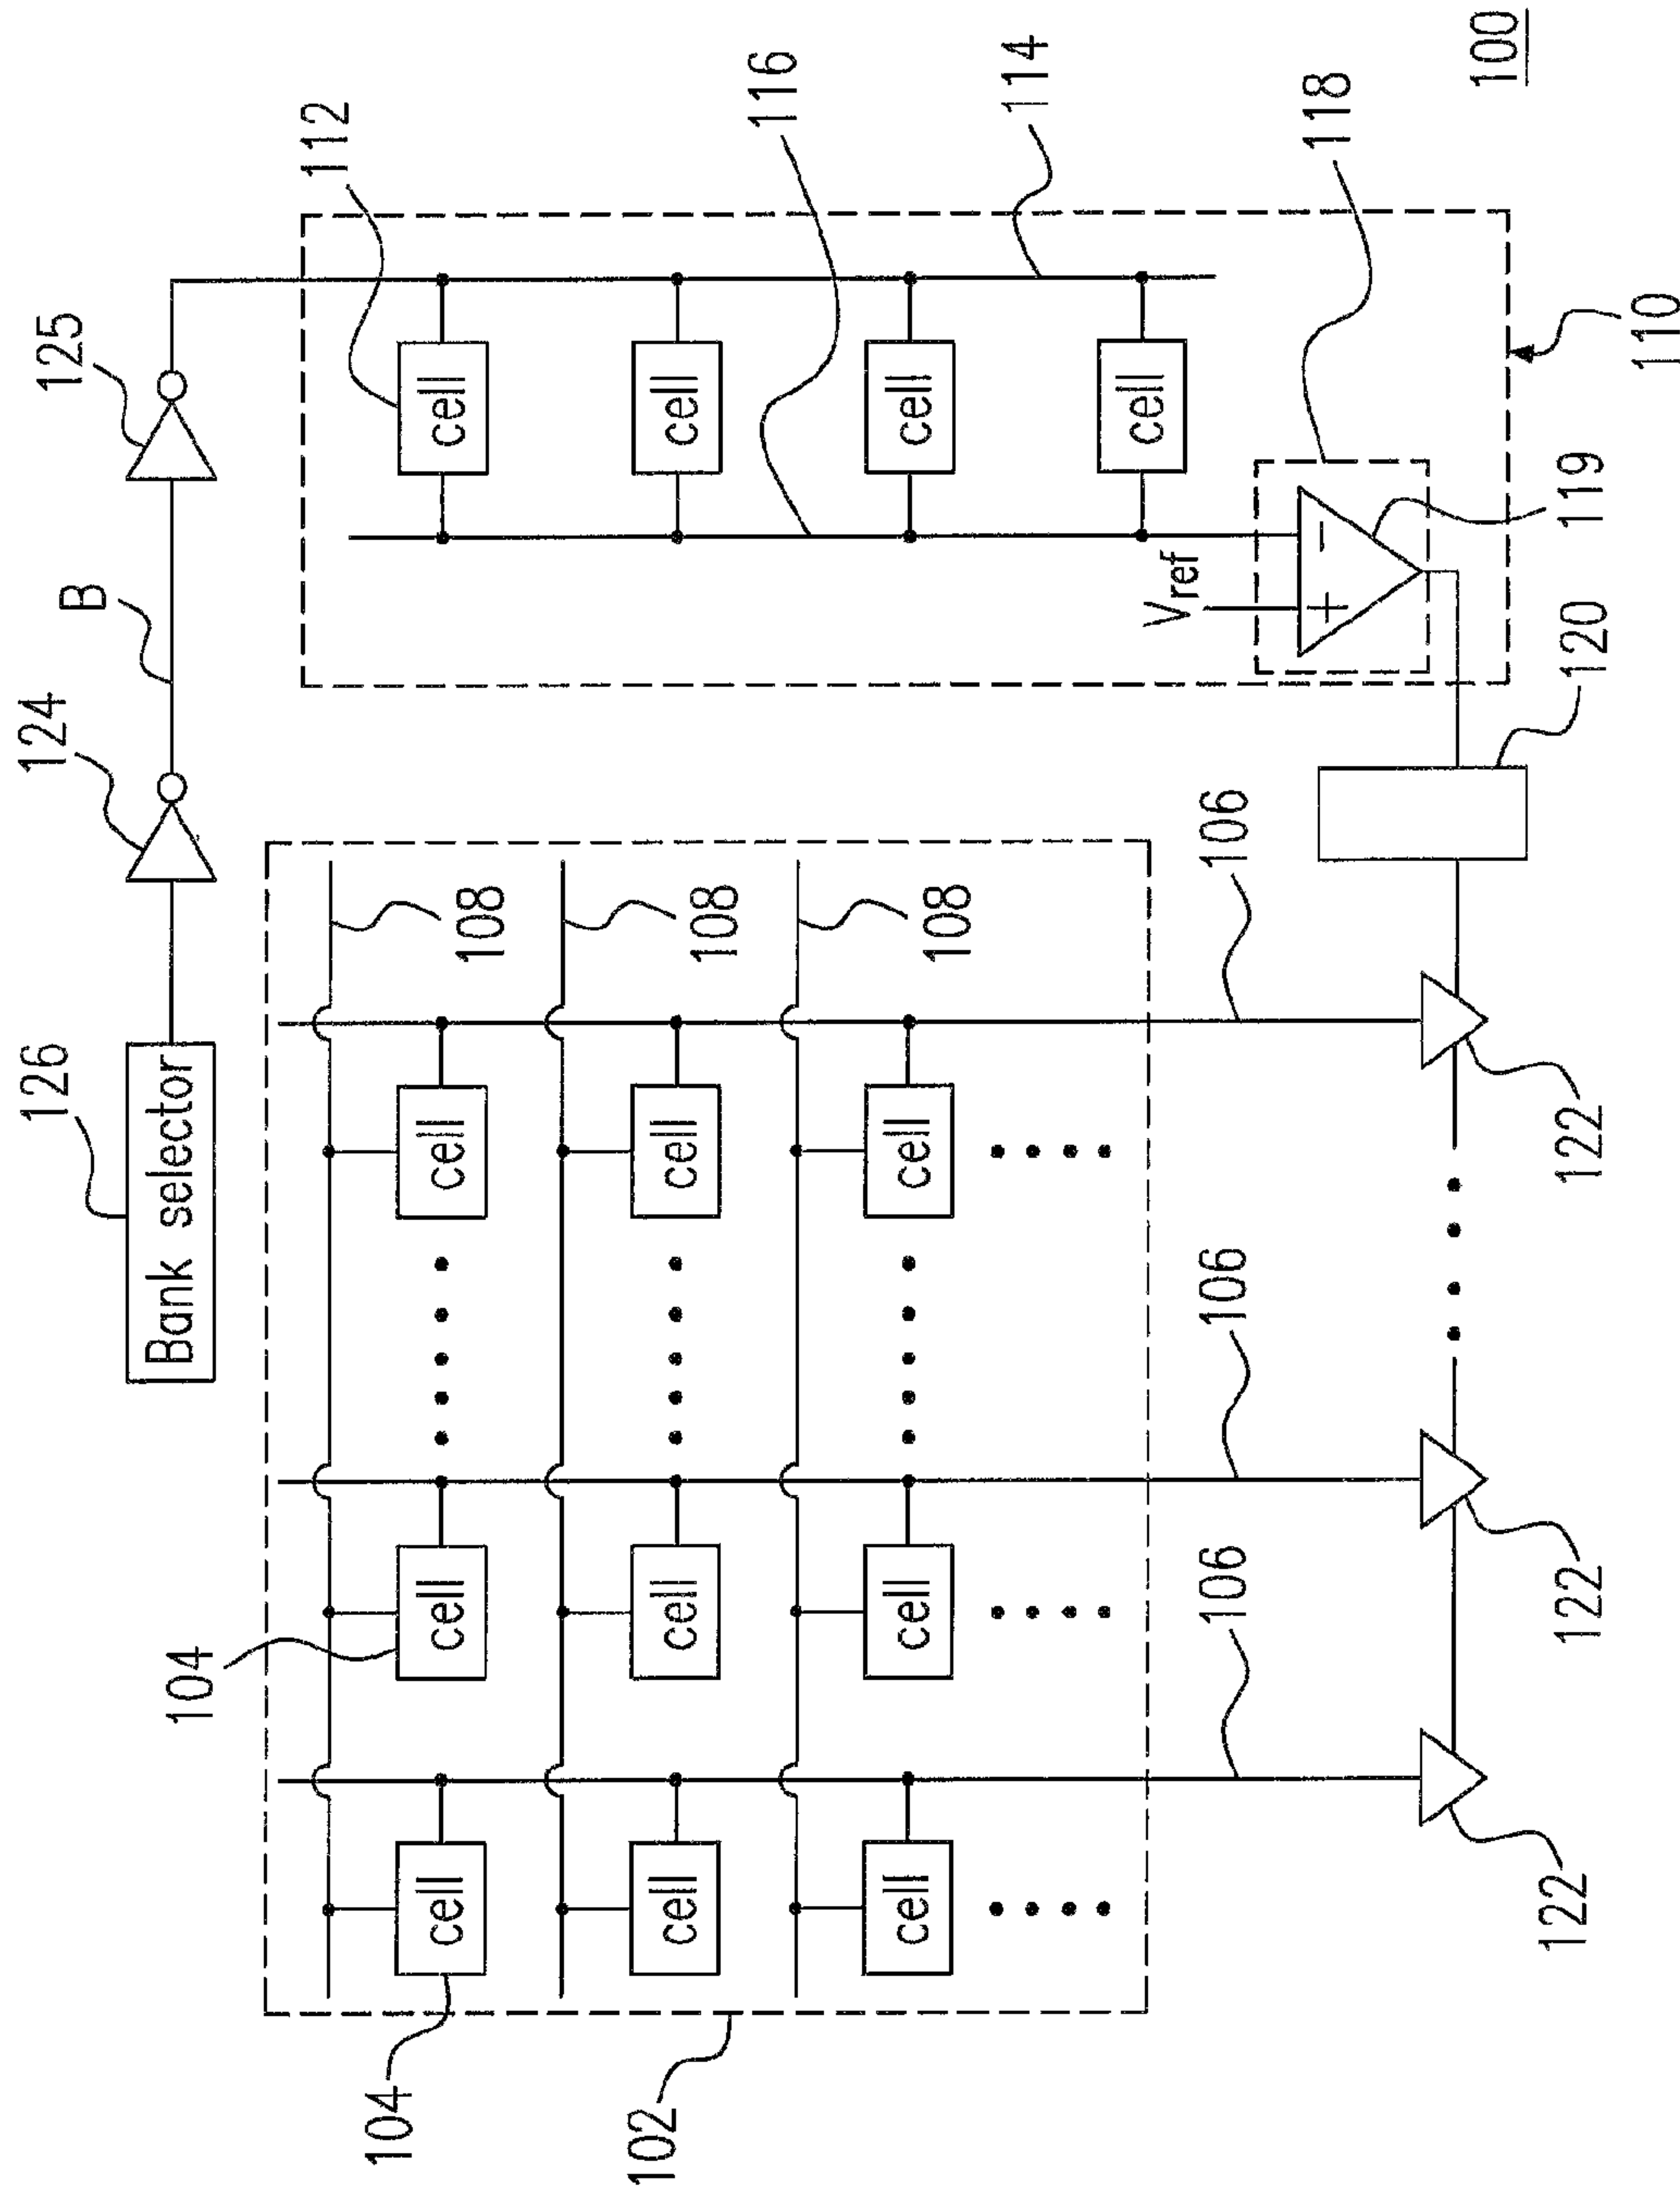 126 124 125
B
Bank selector
104
112
104
cell cell cell cell
108
102
cell cell cell cell
108
116
cell cell cell cell
108
114
cell
Vref
106 106 106
+ − 118
100
122 122 122 120 119
110